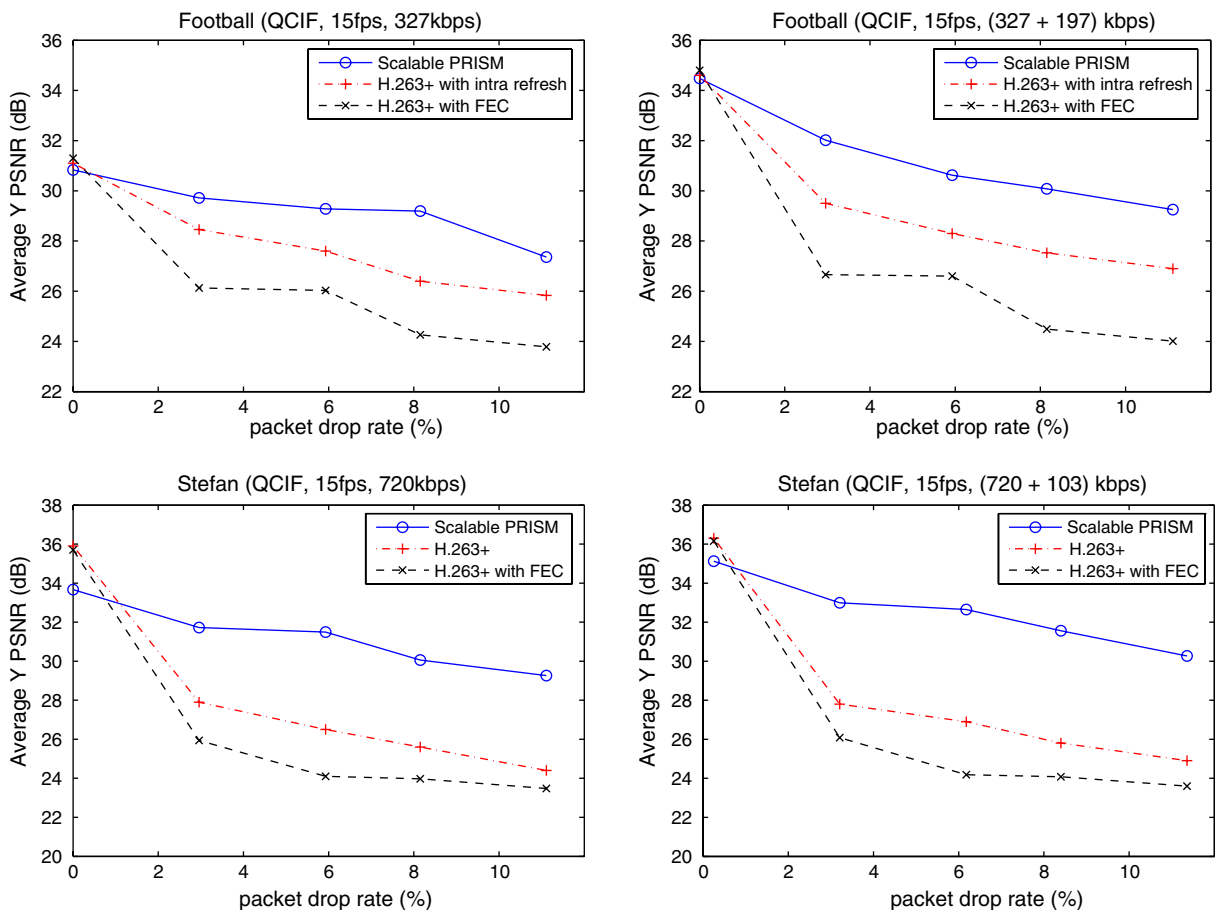 Football (QCIF, 15fps, 327kbps)
36
34
32
30
28
26
24
22
Average Y PSNR (dB)
Scalable PRISM
H.263+ with intra refresh
H.263+ with FEC
0 2 4 6 8 10
packet drop rate (%)
Football (QCIF, 15fps, (327 + 197) kbps)
36
34
32
30
28
26
24
22
Average Y PSNR (dB)
Scalable PRISM
H.263+ with intra refresh
H.263+ with FEC
0 2 4 6 8 10
packet drop rate (%)
Stefan (QCIF, 15fps, 720kbps)
38
36
34
32
30
28
26
24
22
20
Average Y PSNR (dB)
Scalable PRISM
H.263+
H.263+ with FEC
0 2 4 6 8 10
packet drop rate (%)
Stefan (QCIF, 15fps, (720 + 103) kbps)
38
36
34
32
30
28
26
24
22
20
Average Y PSNR (dB)
Scalable PRISM
H.263+
H.263+ with FEC
0 2 4 6 8 10
packet drop rate (%)